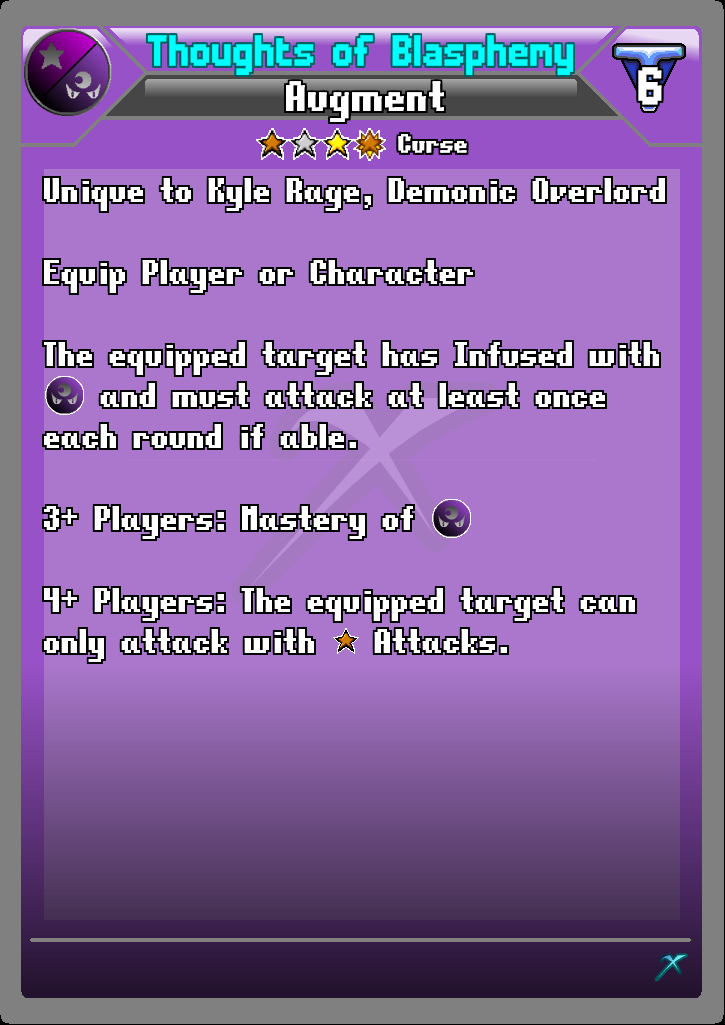 Thoughts of Blasphemy
6
Augment
Curse
Unique to Kyle Rage, Demonic Overlord
Equip Player or Character
The equipped target has Infused with
and must attack at least once
each round if able.
3+ Players: Mastery of
4+ Players: The equipped target can
only attack with Attacks.